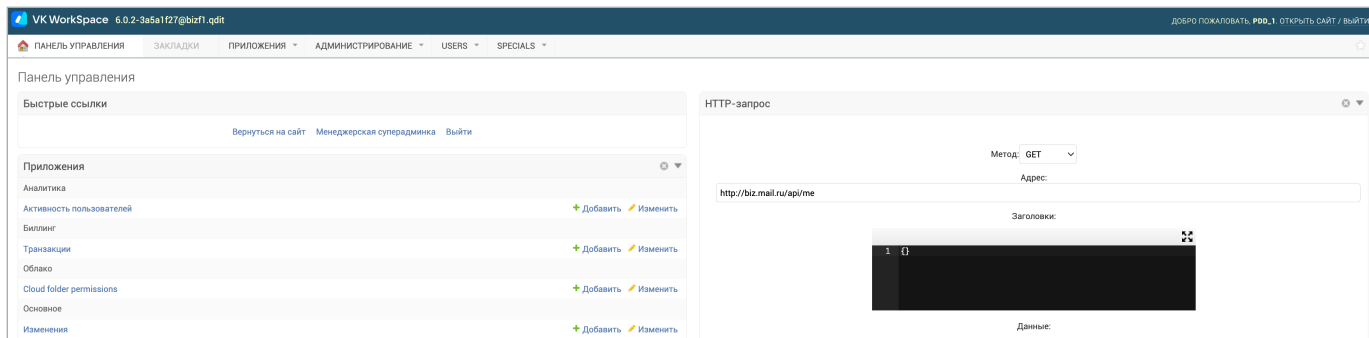 VK WorkSpace 6.0.2-3a5a1f27@bizf1.qdit
ДОБРО ПОЖАЛОВАТЬ, PDD_1. ОТКРЫТЬ САЙТ / ВЫЙТИ
ПАНЕЛЬ УПРАВЛЕНИЯ ЗАКЛАДКИ ПРИЛОЖЕНИЯ АДМИНИСТРИРОВАНИЕ USERS SPECIALS
Панель управления
Быстрые ссылки
Вернуться на сайт Менеджерская суперадминка Выйти
Приложения
Аналитика
Активность пользователей Добавить Изменить
Биллинг
Транзакции Добавить Изменить
Облако
Cloud folder permissions Добавить Изменить
Основное
Изменения Добавить Изменить
HTTP-запрос
Метод: GET
Адрес:
http://biz.mail.ru/api/me
Заголовки:
1 {}
Данные: